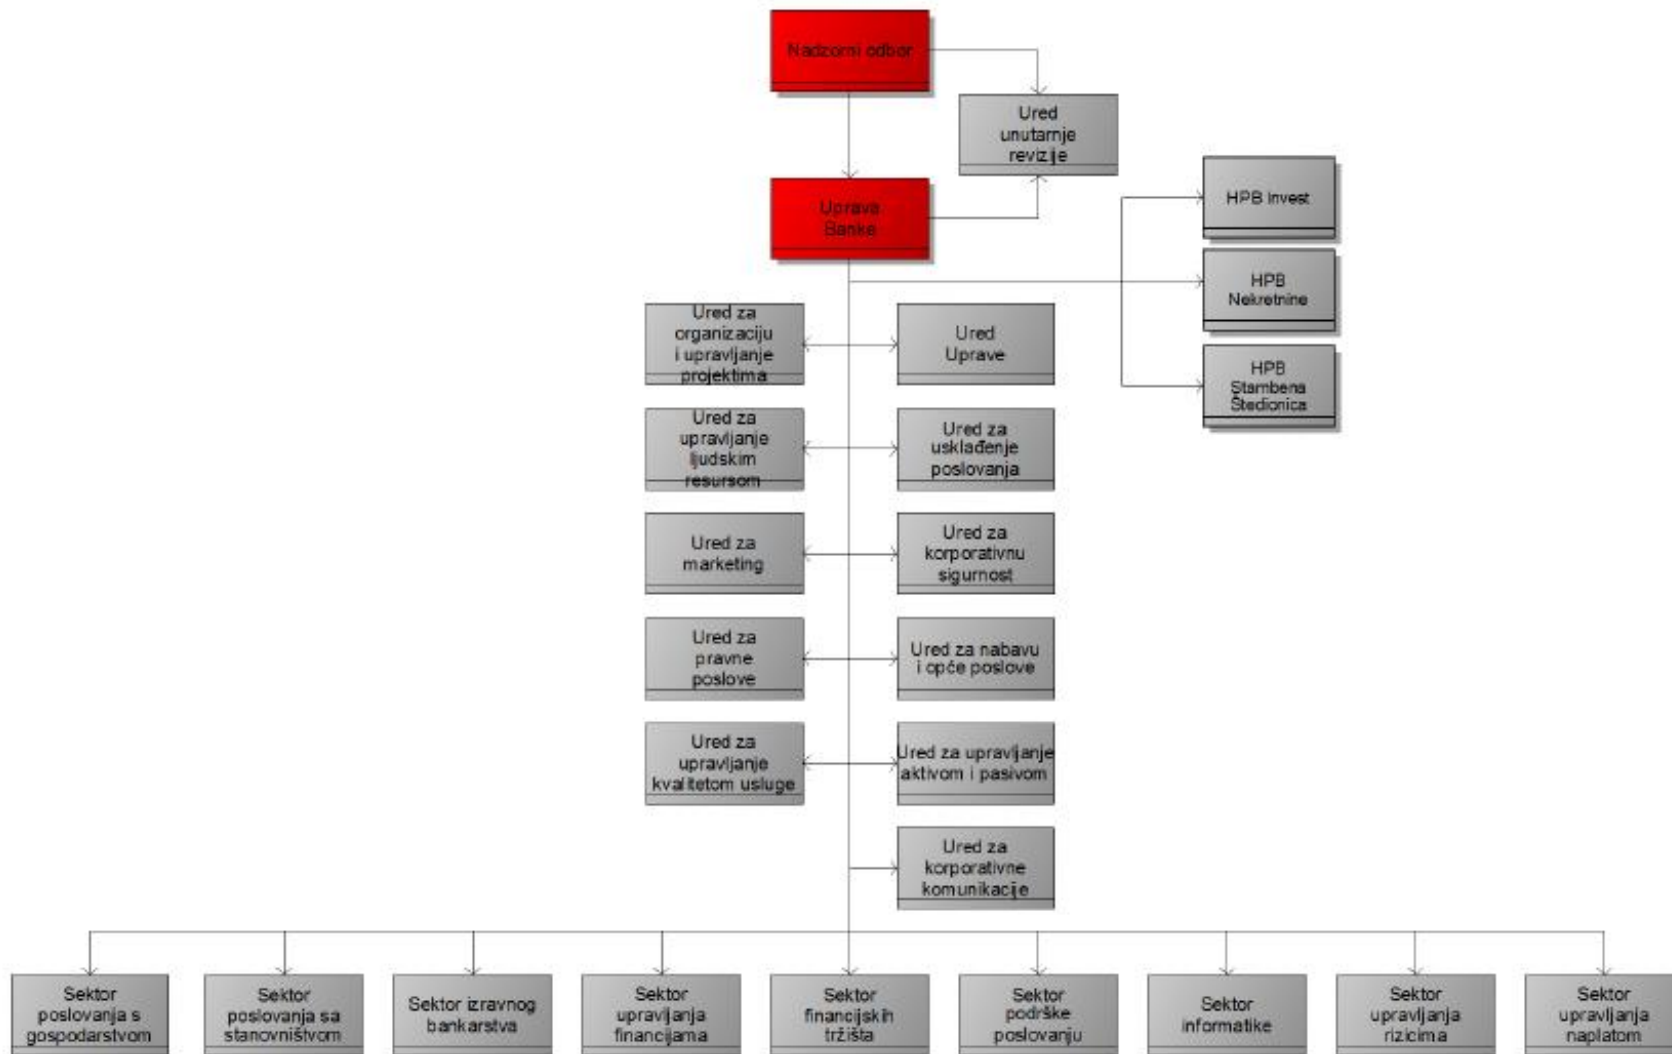 Nadzorni odbor
Ured
unutarnje
revizije
Uprava
Banke
HPB Invest
HPB
Nekretnine
HPB
Stambena
Štedionica
Ured za
organizaciju
i upravljanje
projektima
Ured
Uprave
Ured za
upravljanje
ljudskim
resursom
Ured za
usklađenje
poslovanja
Ured za
marketing
Ured za
korporativnu
sigurnost
Ured za
pravne
poslove
Ured za nabavu
i opće poslove
Ured za
upravljanje
kvalitetom usluge
Ured za upravljanje
aktivom i pasivom
Ured za
korporativne
komunikacije
Sektor
poslovanja s
gospodarstvom
Sektor
poslovanja sa
stanovništvom
Sektor izravnog
bankarstva
Sektor
upravljanja
financijama
Sektor
financijskih
tržišta
Sektor
podrške
poslovanju
Sektor
informatike
Sektor
upravljanja
rizicima
Sektor
upravljanja
naplatom